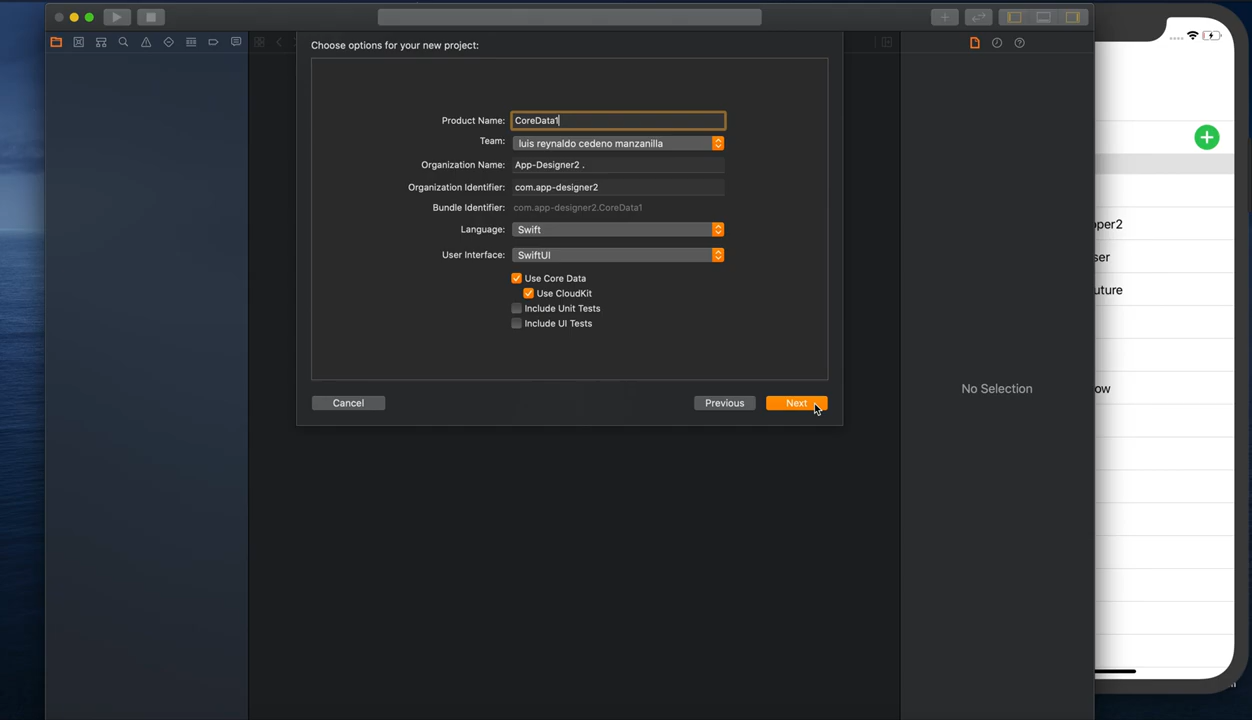 Choose options for your new project:
Product Name: CoreData1
Team: luis reynaldo cedeno manzanilla
Organization Name: App-Designer2 .
Organization Identifier: com.app-designer2
Bundle Identifier: com.app-designer2.CoreData1
Language: Swift
User Interface: SwiftUI
Use Core Data
Use CloudKit
Include Unit Tests
Include UI Tests
Cancel
Previous
Next
No Selection
per2
ser
uture
ow